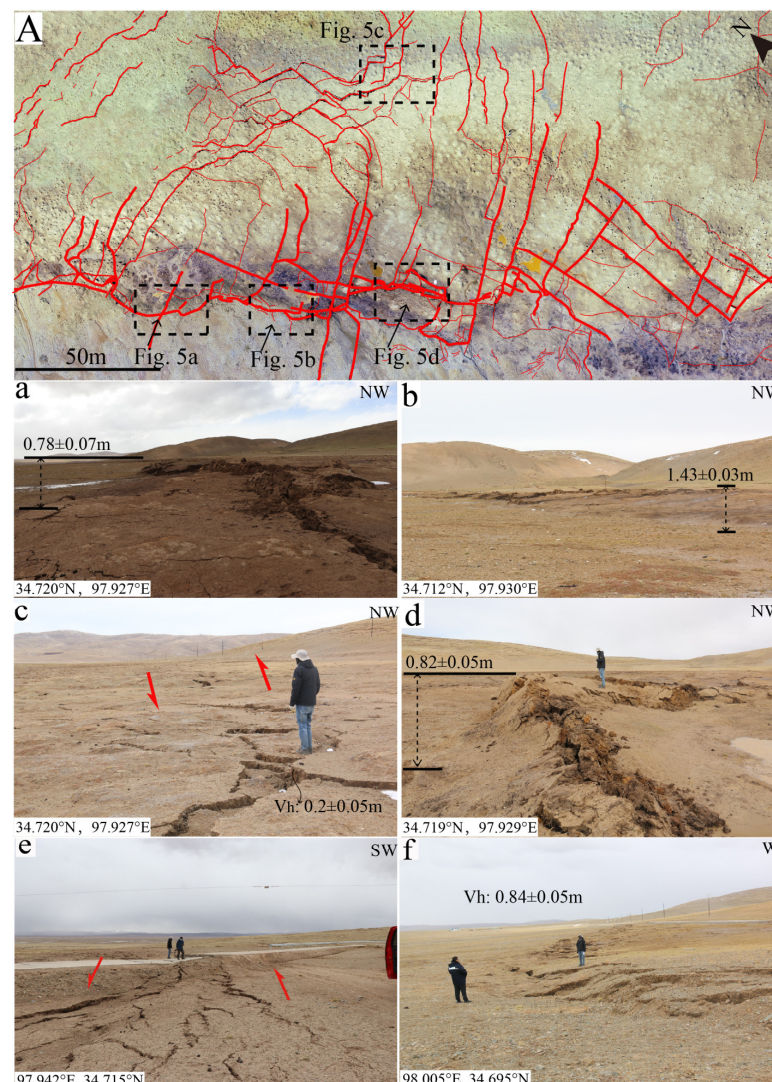 A
Fig. 5c
N
Fig. 5a
Fig. 5b
Fig. 5d
50m
a
NW
0.78±0.07m
34.720°N, 97.927°E
b
NW
1.43±0.03m
34.712°N, 97.930°E
c
NW
Vh: 0.2±0.05m
34.720°N, 97.927°E
d
NW
0.82±0.05m
34.719°N, 97.929°E
e
SW
97.942°E, 34.715°N
f
W
Vh: 0.84±0.05m
98.005°E, 34.695°N